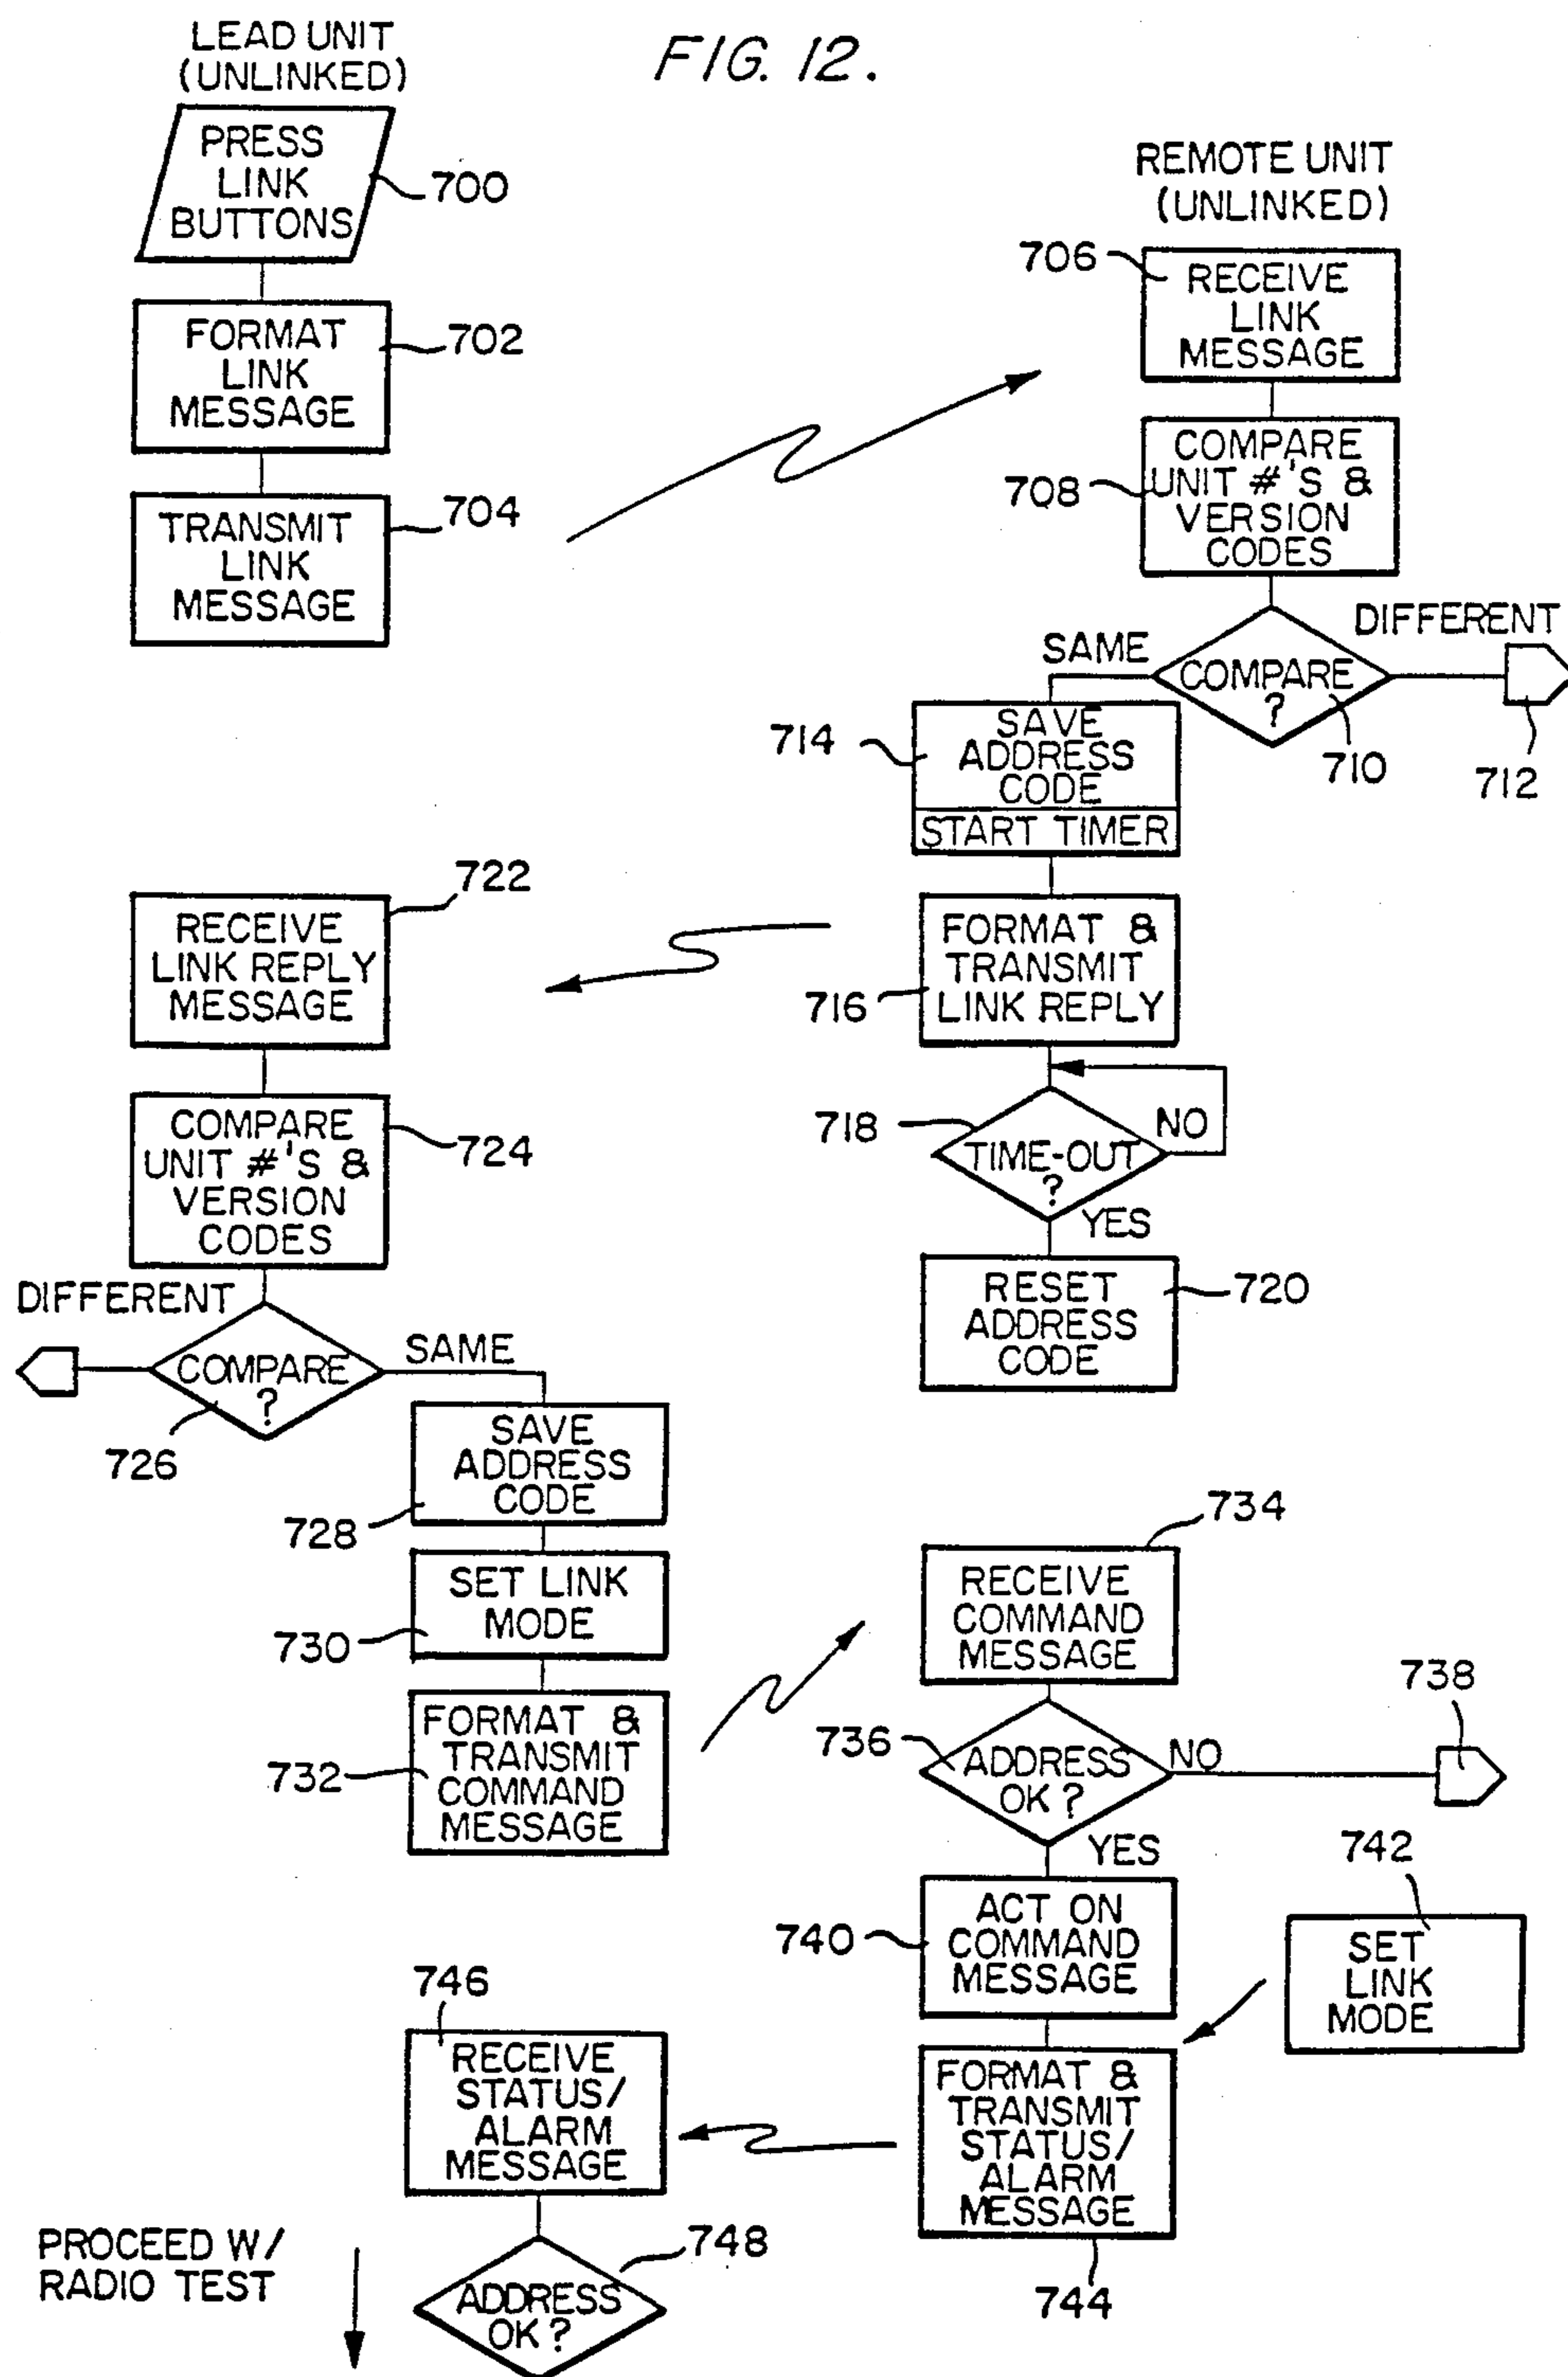 FIG. 12.
LEAD UNIT
(UNLINKED)
PRESS
LINK
BUTTONS
700
FORMAT
LINK
MESSAGE
702
TRANSMIT
LINK
MESSAGE
704
REMOTE UNIT
(UNLINKED)
706
RECEIVE
LINK
MESSAGE
708
COMPARE
UNIT #'S &
VERSION
CODES
COMPARE
?
710
DIFFERENT
712
SAME
714
SAVE
ADDRESS
CODE
START TIMER
716
FORMAT &
TRANSMIT
LINK REPLY
718
TIME-OUT
?
NO
YES
RESET
ADDRESS
CODE
720
722
RECEIVE
LINK REPLY
MESSAGE
COMPARE
UNIT #'S &
VERSION
CODES
724
DIFFERENT
COMPARE
?
726
SAME
SAVE
ADDRESS
CODE
728
SET LINK
MODE
730
FORMAT &
TRANSMIT
COMMAND
MESSAGE
732
734
RECEIVE
COMMAND
MESSAGE
736
ADDRESS
OK?
NO
738
YES
740
ACT ON
COMMAND
MESSAGE
742
SET
LINK
MODE
FORMAT &
TRANSMIT
STATUS/
ALARM
MESSAGE
744
746
RECEIVE
STATUS/
ALARM
MESSAGE
748
ADDRESS
OK?
PROCEED W/
RADIO TEST